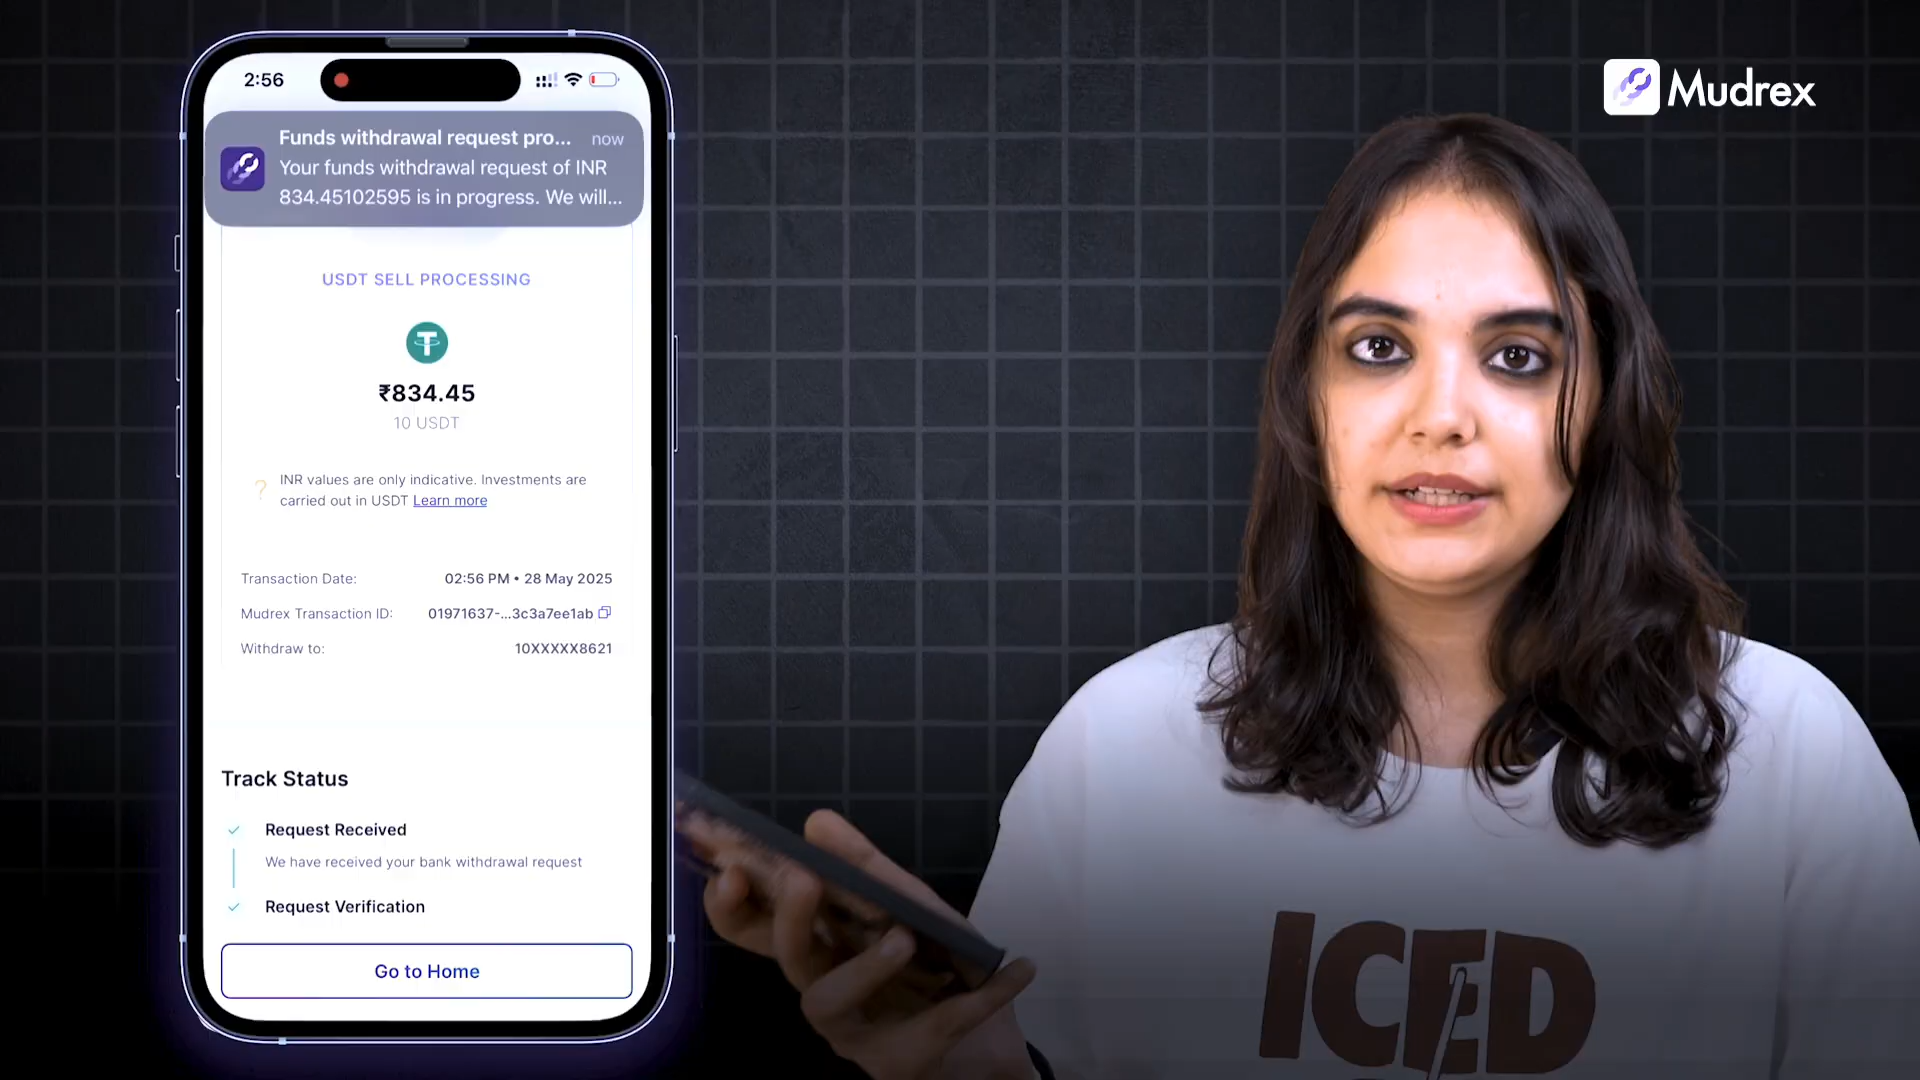 2:56
Funds withdrawal request pro... now
Your funds withdrawal request of INR
834.45102595 is in progress. We will...
USDT SELL PROCESSING
₹834.45
10 USDT
INR values are only indicative. Investments are
carried out in USDT Learn more
Transaction Date: 02:56 PM • 28 May 2025
Mudrex Transaction ID: 01971637-...3c3a7ee1ab
Withdraw to: 10XXXXX8621
Track Status
Request Received
We have received your bank withdrawal request
Request Verification
Go to Home
Mudrex
ICED